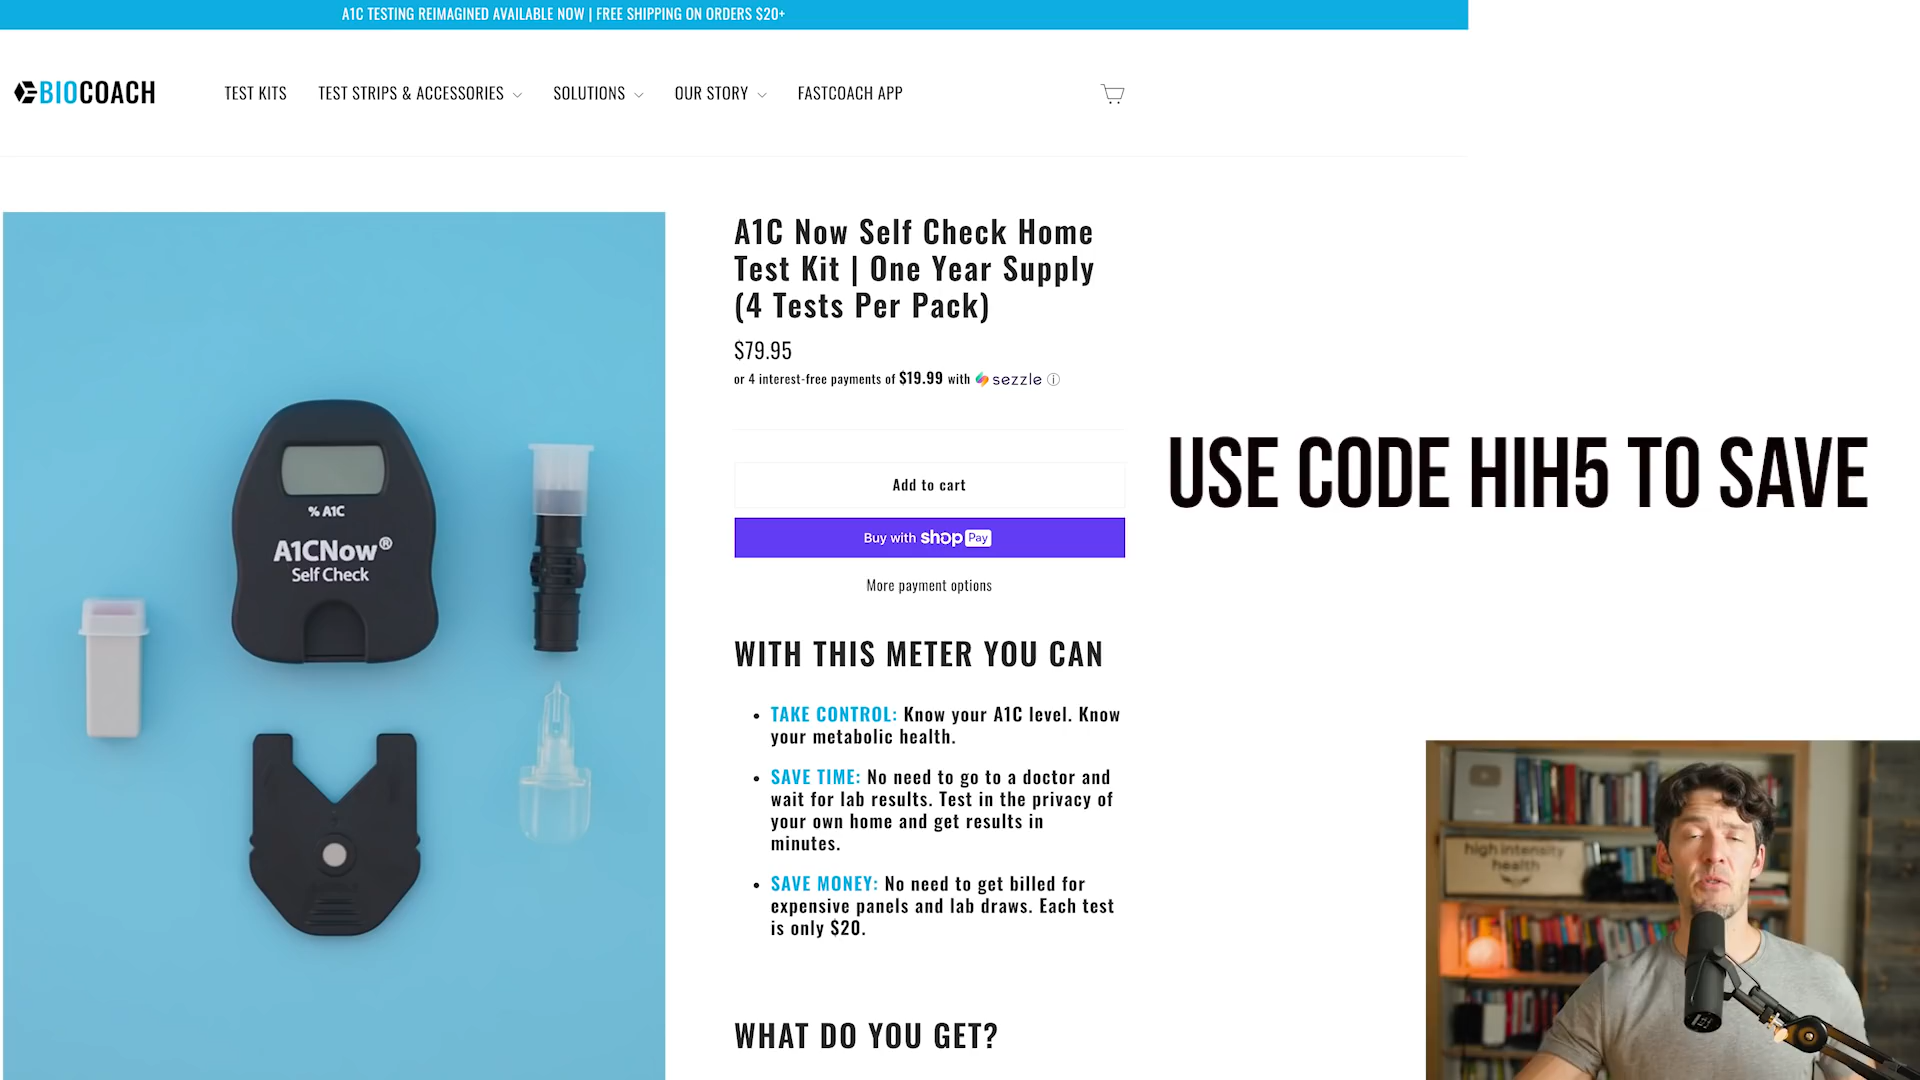 A1C TESTING REIMAGINED AVAILABLE NOW | FREE SHIPPING ON ORDERS $20+
BIOCOACH
TEST KITS
TEST STRIPS & ACCESSORIES
SOLUTIONS
OUR STORY
FASTCOACH APP
A1C Now Self Check Home
Test Kit | One Year Supply
(4 Tests Per Pack)
$79.95
or 4 interest-free payments of $19.99 with sezzle
Add to cart
Buy with shop Pay
More payment options
% A1C
A1CNow®
Self Check
USE CODE HIH5 TO SAVE
WITH THIS METER YOU CAN
• TAKE CONTROL: Know your A1C level. Know
your metabolic health.
• SAVE TIME: No need to go to a doctor and
wait for lab results. Test in the privacy of
your own home and get results in
minutes.
• SAVE MONEY: No need to get billed for
expensive panels and lab draws. Each test
is only $20.
WHAT DO YOU GET?
high intensity
health